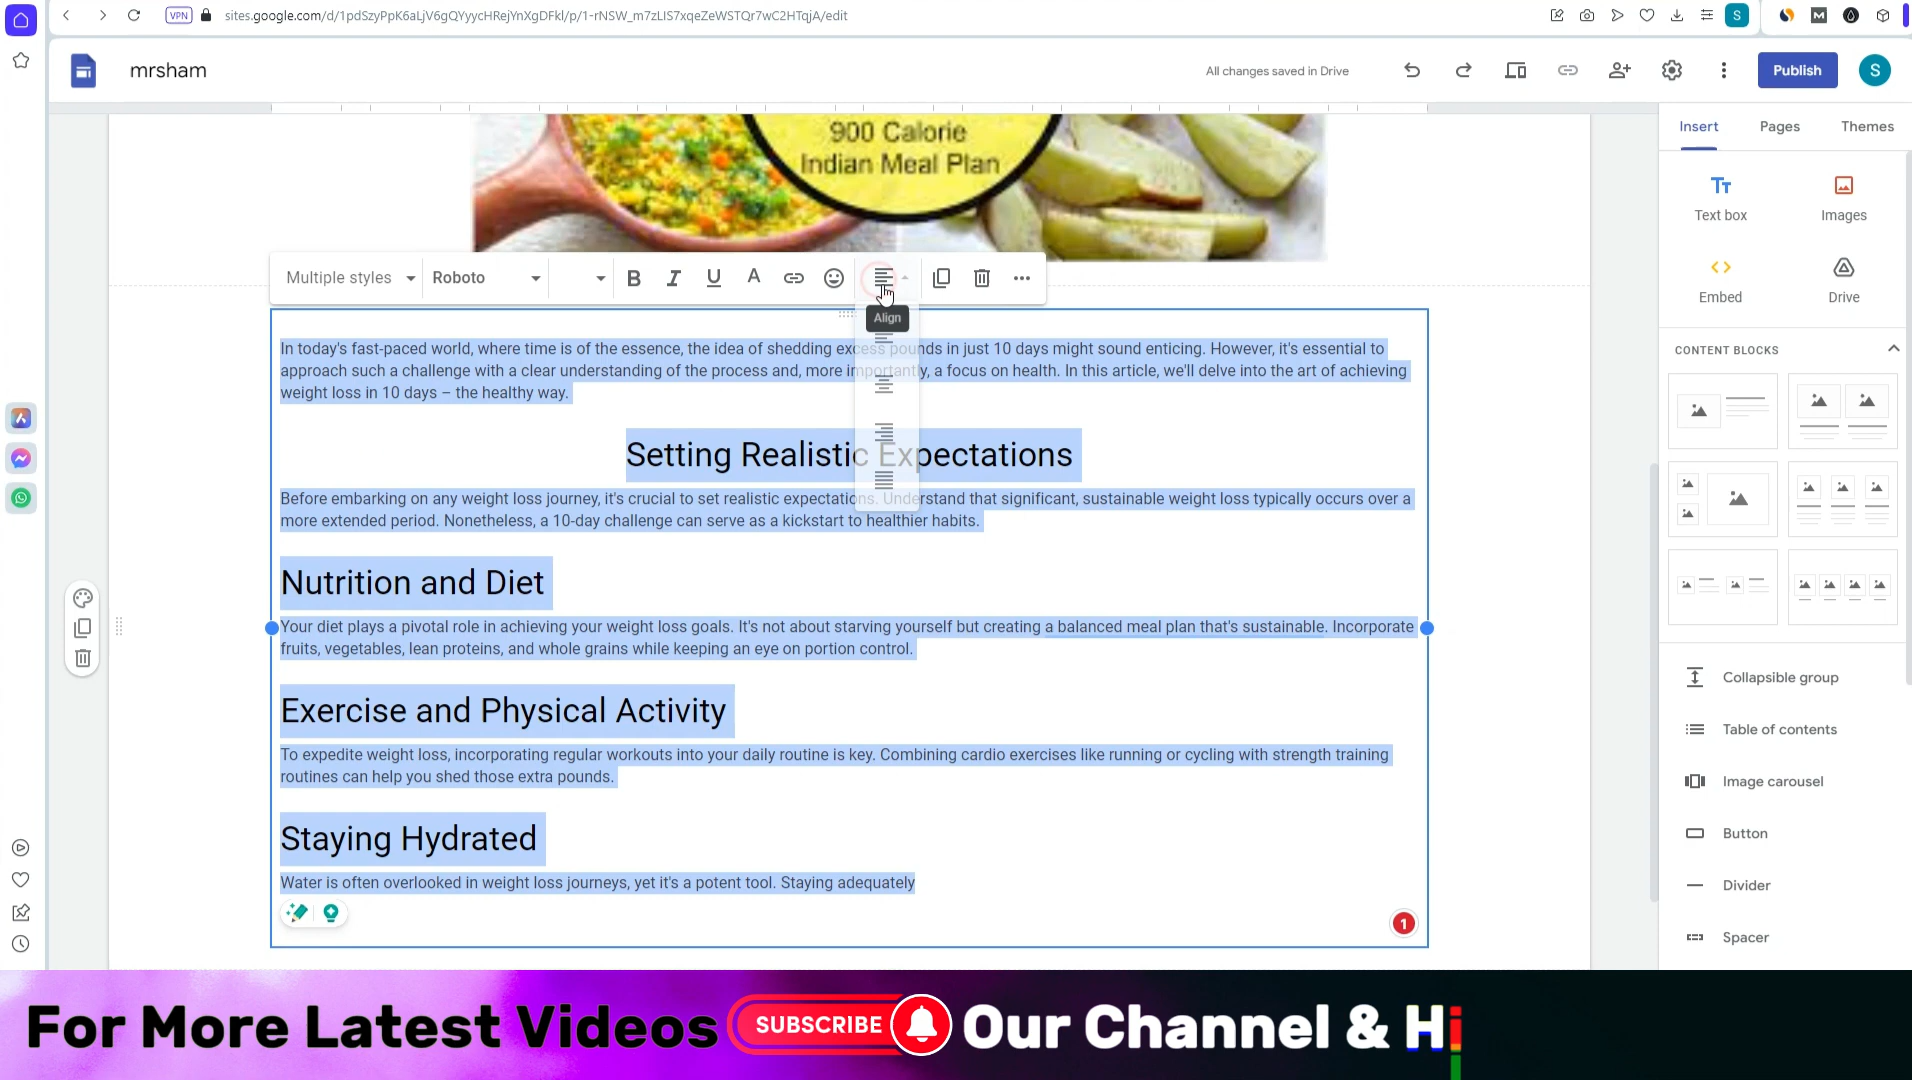 VPN
sites.google.com/d/1pdSzyPpK6aLjV6gQYyycHRejYnXgDFkl/p/1-rNSW_m7zLIS7xqeZeWSTQr7wC2HTqjA/edit
S
M
mrsham
All changes saved in Drive
Publish
S
900 Calorie
Indian Meal Plan
Insert
Pages
Themes
Tт
Text box
Images
Embed
Drive
CONTENT BLOCKS
Multiple styles
Roboto
B
I
U
A
Align
In today's fast-paced world, where time is of the essence, the idea of shedding excess pounds in just 10 days might sound enticing. However, it's essential to
approach such a challenge with a clear understanding of the process and, more importantly, a focus on health. In this article, we'll delve into the art of achieving
weight loss in 10 days – the healthy way.
Setting Realistic Expectations
Before embarking on any weight loss journey, it's crucial to set realistic expectations. Understand that significant, sustainable weight loss typically occurs over a
more extended period. Nonetheless, a 10-day challenge can serve as a kickstart to healthier habits.
Nutrition and Diet
Your diet plays a pivotal role in achieving your weight loss goals. It's not about starving yourself but creating a balanced meal plan that's sustainable. Incorporate
fruits, vegetables, lean proteins, and whole grains while keeping an eye on portion control.
Exercise and Physical Activity
To expedite weight loss, incorporating regular workouts into your daily routine is key. Combining cardio exercises like running or cycling with strength training
routines can help you shed those extra pounds.
Staying Hydrated
Water is often overlooked in weight loss journeys, yet it's a potent tool. Staying adequately
1
Collapsible group
Table of contents
Image carousel
Button
Divider
Spacer
For More Latest Videos SUBSCRIBE Our Channel & Hi